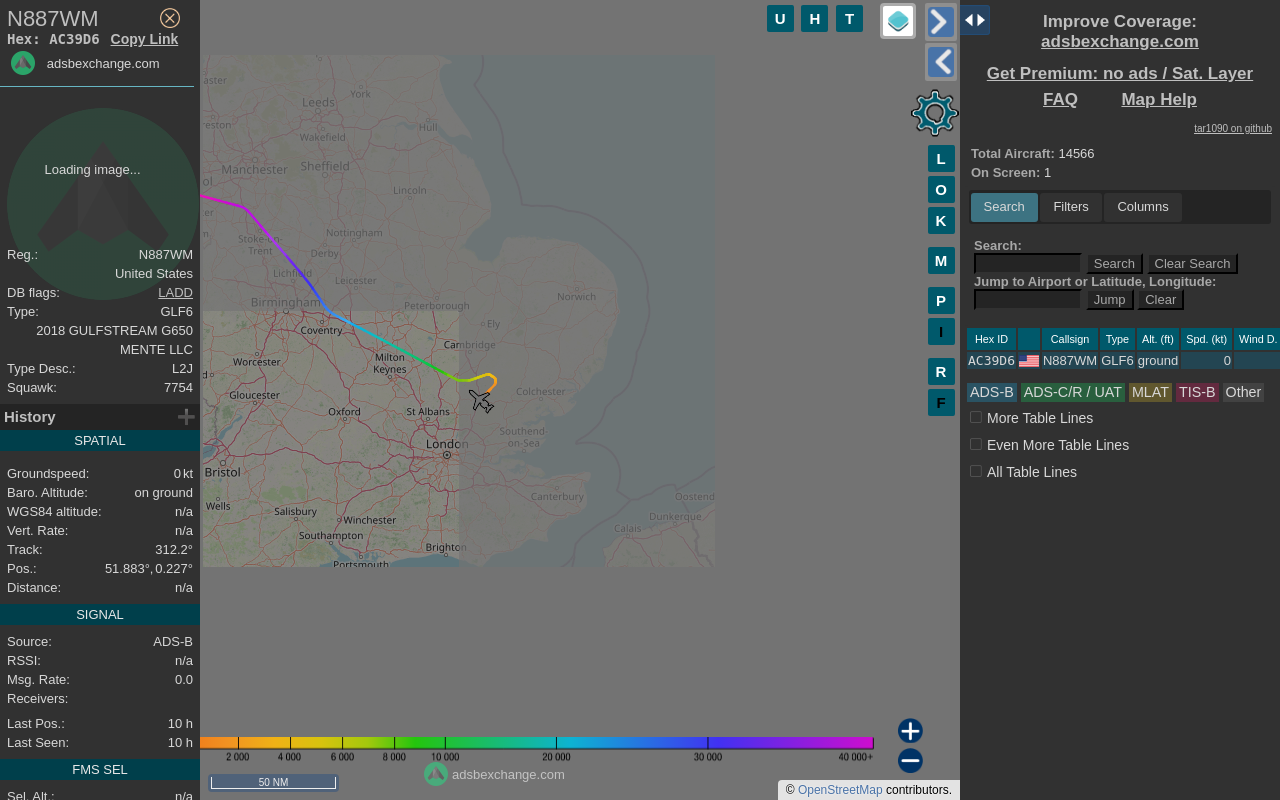 N887WM
Hex: AC39D6 Copy Link
adsbexchange.com
Loading image...
Reg.: N887WM
United States
DB flags: LADD
Type: GLF6
2018 GULFSTREAM G650
MENTE LLC
Type Desc.: L2J
Squawk: 7754
History
SPATIAL
Groundspeed: 0 kt
Baro. Altitude: on ground
WGS84 altitude: n/a
Vert. Rate: n/a
Track: 312.2°
Pos.: 51.883°, 0.227°
Distance: n/a
SIGNAL
Source: ADS-B
RSSI: n/a
Msg. Rate: 0.0
Receivers:
Last Pos.: 10 h
Last Seen: 10 h
FMS SEL
Sel. Alt.: n/a
U H T
L
O
K
M
P
I
R
F
York
Leeds
Hull
Wakefield
Manchester
Sheffield
Lincoln
Stoke-on-
Trent
Nottingham
Derby
Lichfield
Leicester
Norwich
Birmingham
Peterborough
Coventry
Ely
Cambridge
Worcester
Milton
Keynes
Gloucester
Colchester
Oxford
St Albans
Southend
-on-Sea
London
Bristol
Canterbury
Oostend
Wells
Salisbury
Winchester
Dunkerque
Calais
Southampton
Brighton
Portsmouth
2 000 4 000 6 000 8 000 10 000 20 000 30 000 40 000+
adsbexchange.com
50 NM
© OpenStreetMap contributors.
Improve Coverage:
adsbexchange.com
Get Premium: no ads / Sat. Layer
FAQ Map Help
tar1090 on github
Total Aircraft: 14566
On Screen: 1
Search Filters Columns
Search:
Search Clear Search
Jump to Airport or Latitude, Longitude:
Jump Clear
Hex ID Callsign Type Alt. (ft) Spd. (kt) Wind D.
AC39D6 N887WM GLF6 ground 0
ADS-B ADS-C/R / UAT MLAT TIS-B Other
More Table Lines
Even More Table Lines
All Table Lines